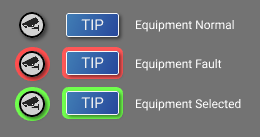 TIP Equipment Normal
TIP Equipment Fault
TIP Equipment Selected